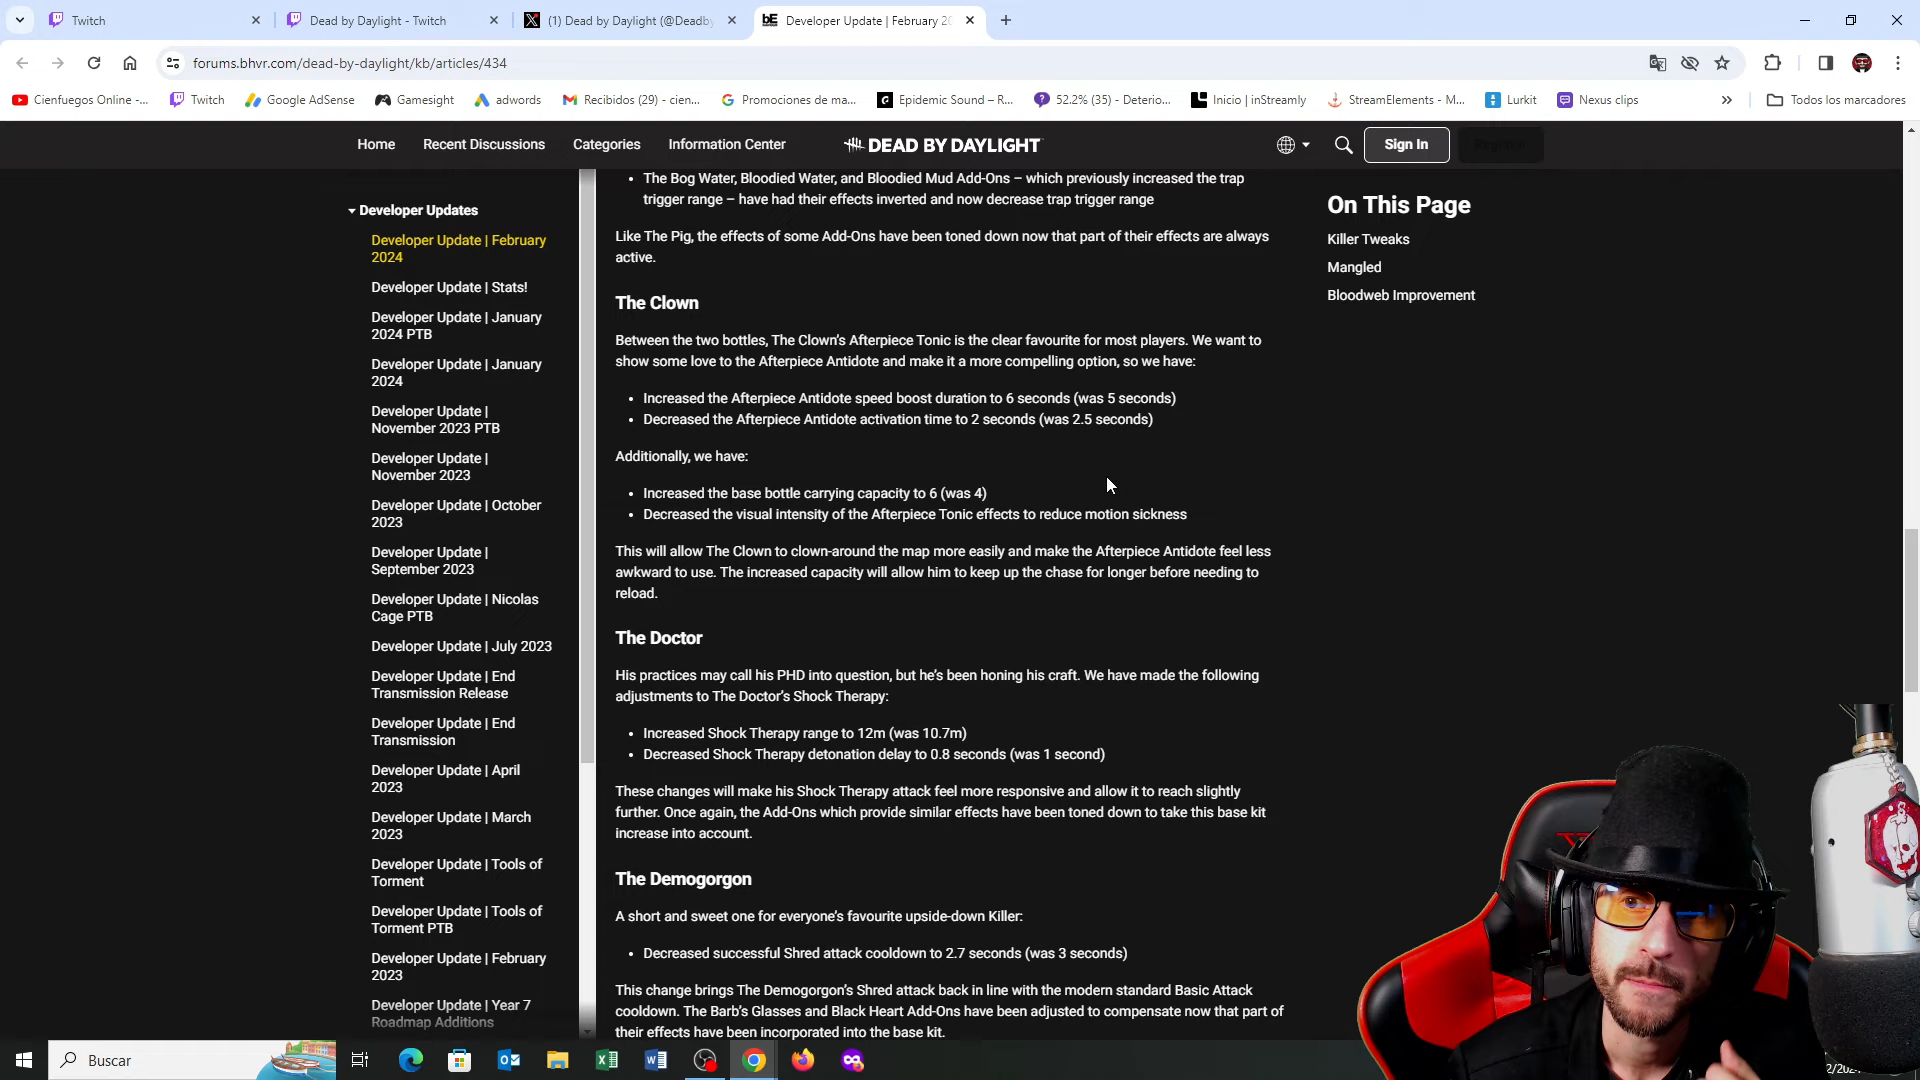 Twitch
Dead by Daylight - Twitch
(1) Dead by Daylight (@Deadby
Developer Update | February 20
forums.bhvr.com/dead-by-daylight/kb/articles/434
Cienfuegos Online -...
Twitch
Google AdSense
Gamesight
adwords
Recibidos (29) - cien...
Promociones de ma...
Epidemic Sound – R...
52.2% (35) - Deterio...
Inicio | inStreamly
StreamElements - M...
Lurkit
Nexus clips
Todos los marcadores
Home
Recent Discussions
Categories
Information Center
DEAD BY DAYLIGHT
Sign In
Register
Developer Updates
Developer Update | February
2024
Developer Update | Stats!
Developer Update | January
2024 PTB
Developer Update | January
2024
Developer Update |
November 2023 PTB
Developer Update |
November 2023
Developer Update | October
2023
Developer Update |
September 2023
Developer Update | Nicolas
Cage PTB
Developer Update | July 2023
Developer Update | End
Transmission Release
Developer Update | End
Transmission
Developer Update | April
2023
Developer Update | March
2023
Developer Update | Tools of
Torment
Developer Update | Tools of
Torment PTB
Developer Update | February
2023
Developer Update | Year 7
Roadmap Additions
• The Bog Water, Bloodied Water, and Bloodied Mud Add-Ons – which previously increased the trap
trigger range – have had their effects inverted and now decrease trap trigger range
Like The Pig, the effects of some Add-Ons have been toned down now that part of their effects are always
active.
The Clown
Between the two bottles, The Clown's Afterpiece Tonic is the clear favourite for most players. We want to
show some love to the Afterpiece Antidote and make it a more compelling option, so we have:
• Increased the Afterpiece Antidote speed boost duration to 6 seconds (was 5 seconds)
• Decreased the Afterpiece Antidote activation time to 2 seconds (was 2.5 seconds)
Additionally, we have:
• Increased the base bottle carrying capacity to 6 (was 4)
• Decreased the visual intensity of the Afterpiece Tonic effects to reduce motion sickness
This will allow The Clown to clown-around the map more easily and make the Afterpiece Antidote feel less
awkward to use. The increased capacity will allow him to keep up the chase for longer before needing to
reload.
The Doctor
His practices may call his PHD into question, but he's been honing his craft. We have made the following
adjustments to The Doctor's Shock Therapy:
• Increased Shock Therapy range to 12m (was 10.7m)
• Decreased Shock Therapy detonation delay to 0.8 seconds (was 1 second)
These changes will make his Shock Therapy attack feel more responsive and allow it to reach slightly
further. Once again, the Add-Ons which provide similar effects have been toned down to take this base kit
increase into account.
The Demogorgon
A short and sweet one for everyone's favourite upside-down Killer:
• Decreased successful Shred attack cooldown to 2.7 seconds (was 3 seconds)
This change brings The Demogorgon's Shred attack back in line with the modern standard Basic Attack
cooldown. The Barb's Glasses and Black Heart Add-Ons have been adjusted to compensate now that part of
their effects have been incorporated into the base kit.
On This Page
Killer Tweaks
Mangled
Bloodweb Improvement
Buscar